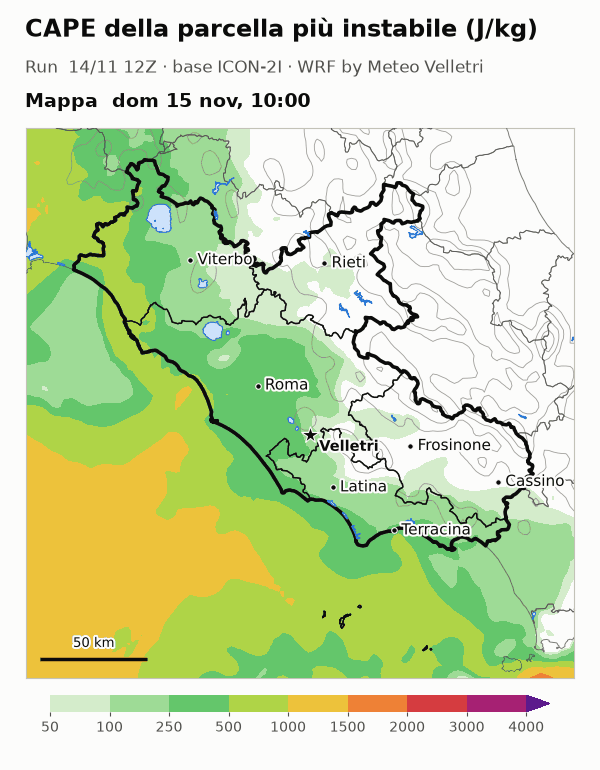 CAPE della parcella più instabile (J/kg)
Run  14/11 12Z · base ICON-2I · WRF by Meteo Velletri
Mappa  dom 15 nov, 10:00
Viterbo
Rieti
Roma
Velletri
Frosinone
Latina
Cassino
Terracina
50 km
50 100 250 500 1000 1500 2000 3000 4000